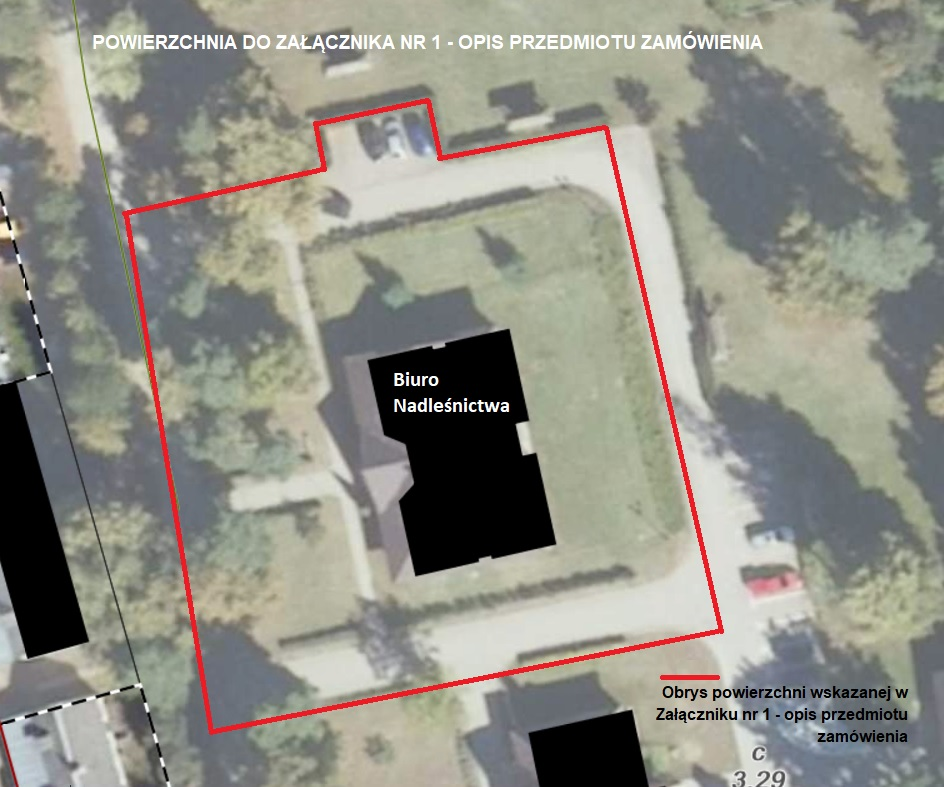 POWIERZCHNIA DO ZAŁĄCZNIKA NR 1 - OPIS PRZEDMIOTU ZAMÓWIENIA
Biuro
Nadleśnictwa
Obrys powierzchni wskazanej w
Załączniku nr 1 - opis przedmiotu
zamówienia
c
3.29